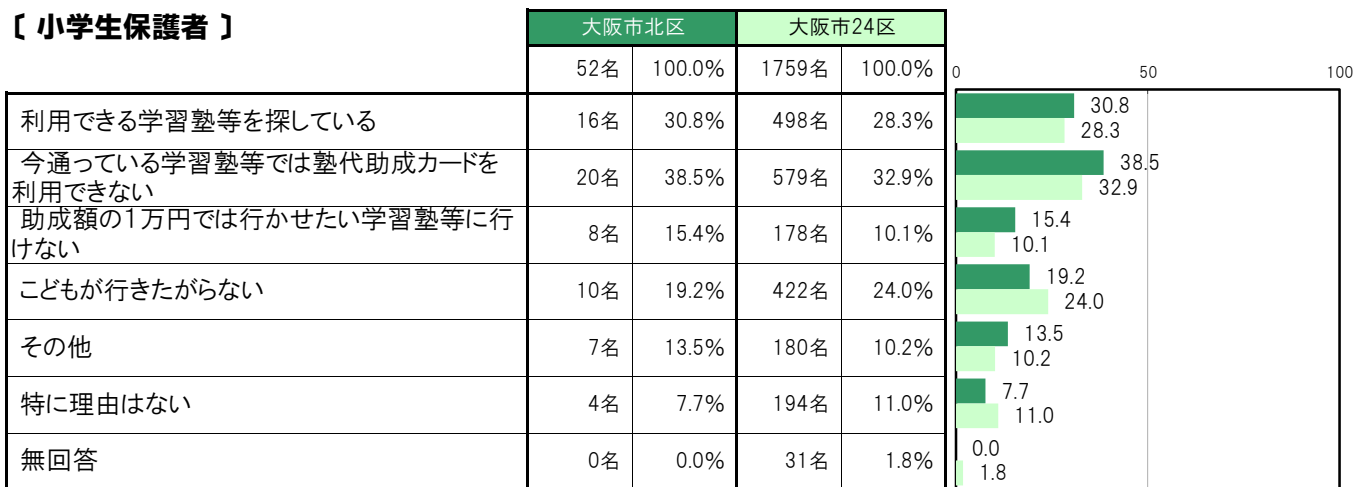 〔 小学生保護者 〕
大阪市北区 大阪市24区
52名 100.0% 1759名 100.0%
0 50 100
利用できる学習塾等を探している 16名 30.8% 498名 28.3%
30.8
28.3
今通っている学習塾等では塾代助成カードを
利用できない
20名 38.5% 579名 32.9%
38.5
32.9
助成額の1万円では行かせたい学習塾等に行
けない
8名 15.4% 178名 10.1%
15.4
10.1
こどもが行きたがらない 10名 19.2% 422名 24.0%
19.2
24.0
その他 7名 13.5% 180名 10.2%
13.5
10.2
特に理由はない 4名 7.7% 194名 11.0%
7.7
11.0
無回答 0名 0.0% 31名 1.8%
0.0
1.8